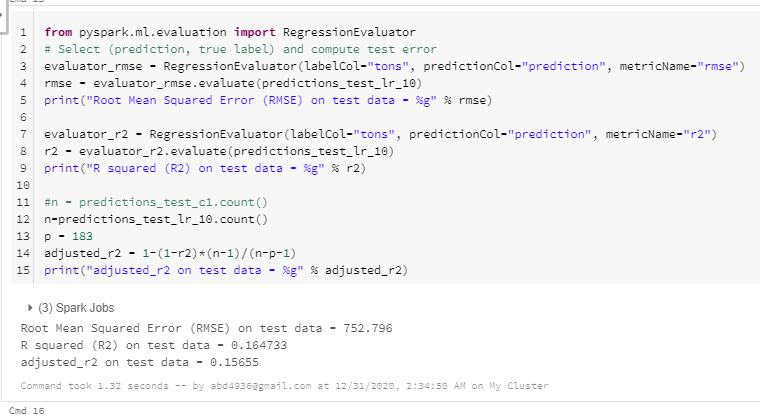 1 from pyspark.ml.evaluation import RegressionEvaluator
2 # Select (prediction, true label) and compute test error
3 evaluator_rmse = RegressionEvaluator(labelCol="tons", predictionCol="prediction", metricName="rmse")
4 rmse = evaluator_rmse.evaluate(predictions_test_lr_10)
5 print("Root Mean Squared Error (RMSE) on test data = %g" % rmse)
6
7 evaluator_r2 = RegressionEvaluator(labelCol="tons", predictionCol="prediction", metricName="r2")
8 r2 = evaluator_r2.evaluate(predictions_test_lr_10)
9 print("R squared (R2) on test data = %g" % r2)
10
11 #n = predictions_test_c1.count()
12 n=predictions_test_lr_10.count()
13 p = 183
14 adjusted_r2 = 1-(1-r2)*(n-1)/(n-p-1)
15 print("adjusted_r2 on test data = %g" % adjusted_r2)
(3) Spark Jobs
Root Mean Squared Error (RMSE) on test data = 752.796
R squared (R2) on test data = 0.164733
adjusted_r2 on test data = 0.15655
Command took 1.32 seconds -- by abd4936@gmail.com at 12/31/2020, 2:34:50 AM on My Cluster
Cmd 16